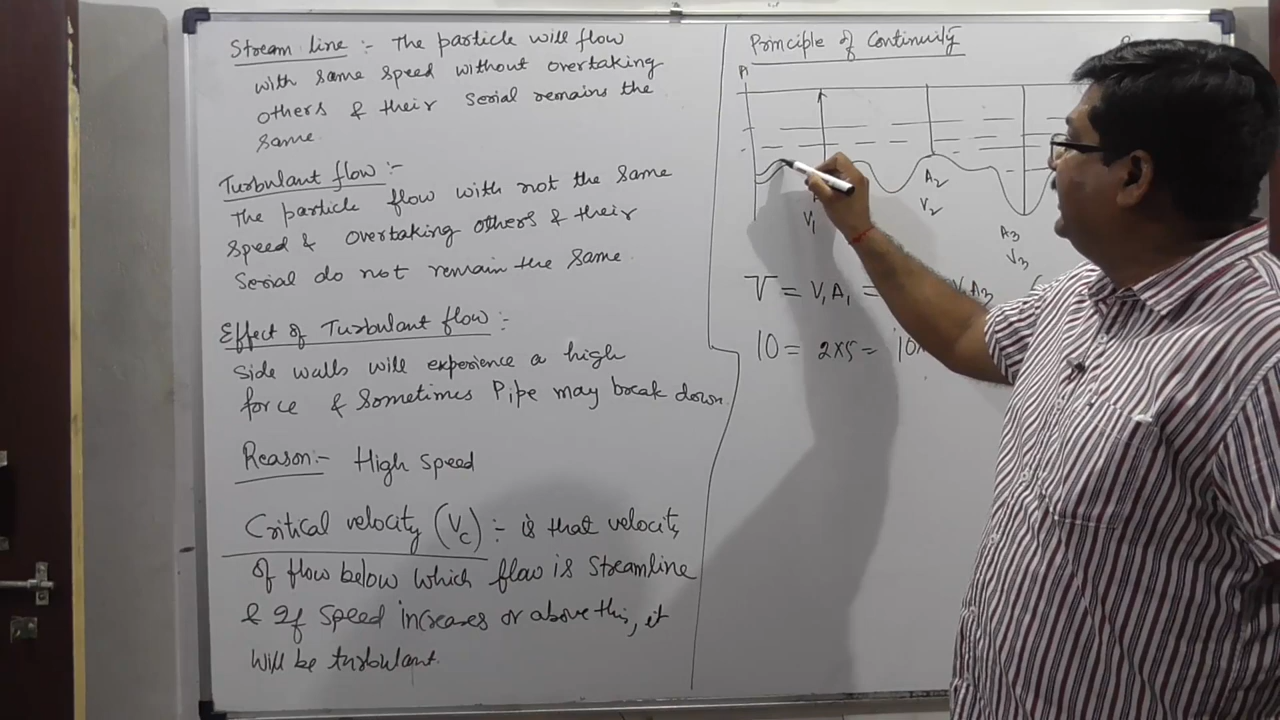 Stream line :- The particle will flow
with same speed without overtaking
others & their serial remains the
same.
Turbulant flow :-
The particle flow with not the same
speed & overtaking others & their
Serial do not remain the same.
Effect of Turbulant flow :-
side walls will experience a high
force & sometimes Pipe may break down.
Reason :- High speed
Critical velocity (Vc) :- is that velocity
of flow below which flow is streamline
& If speed increases or above this, it
will be turbulant.
Principle of Continuity
A
V1
A2
V2
A3
V3
V = V1A1 =
10 = 2x5 =